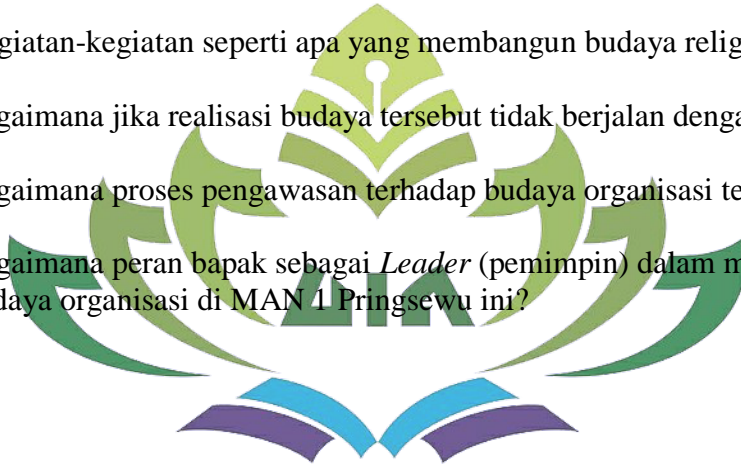 giatan-kegiatan seperti apa yang membangun budaya relig
gaimana jika realisasi budaya tersebut tidak berjalan denga
gaimana proses pengawasan terhadap budaya organisasi te
gaimana peran bapak sebagai Leader (pemimpin) dalam m
daya organisasi di MAN 1 Pringsewu ini?